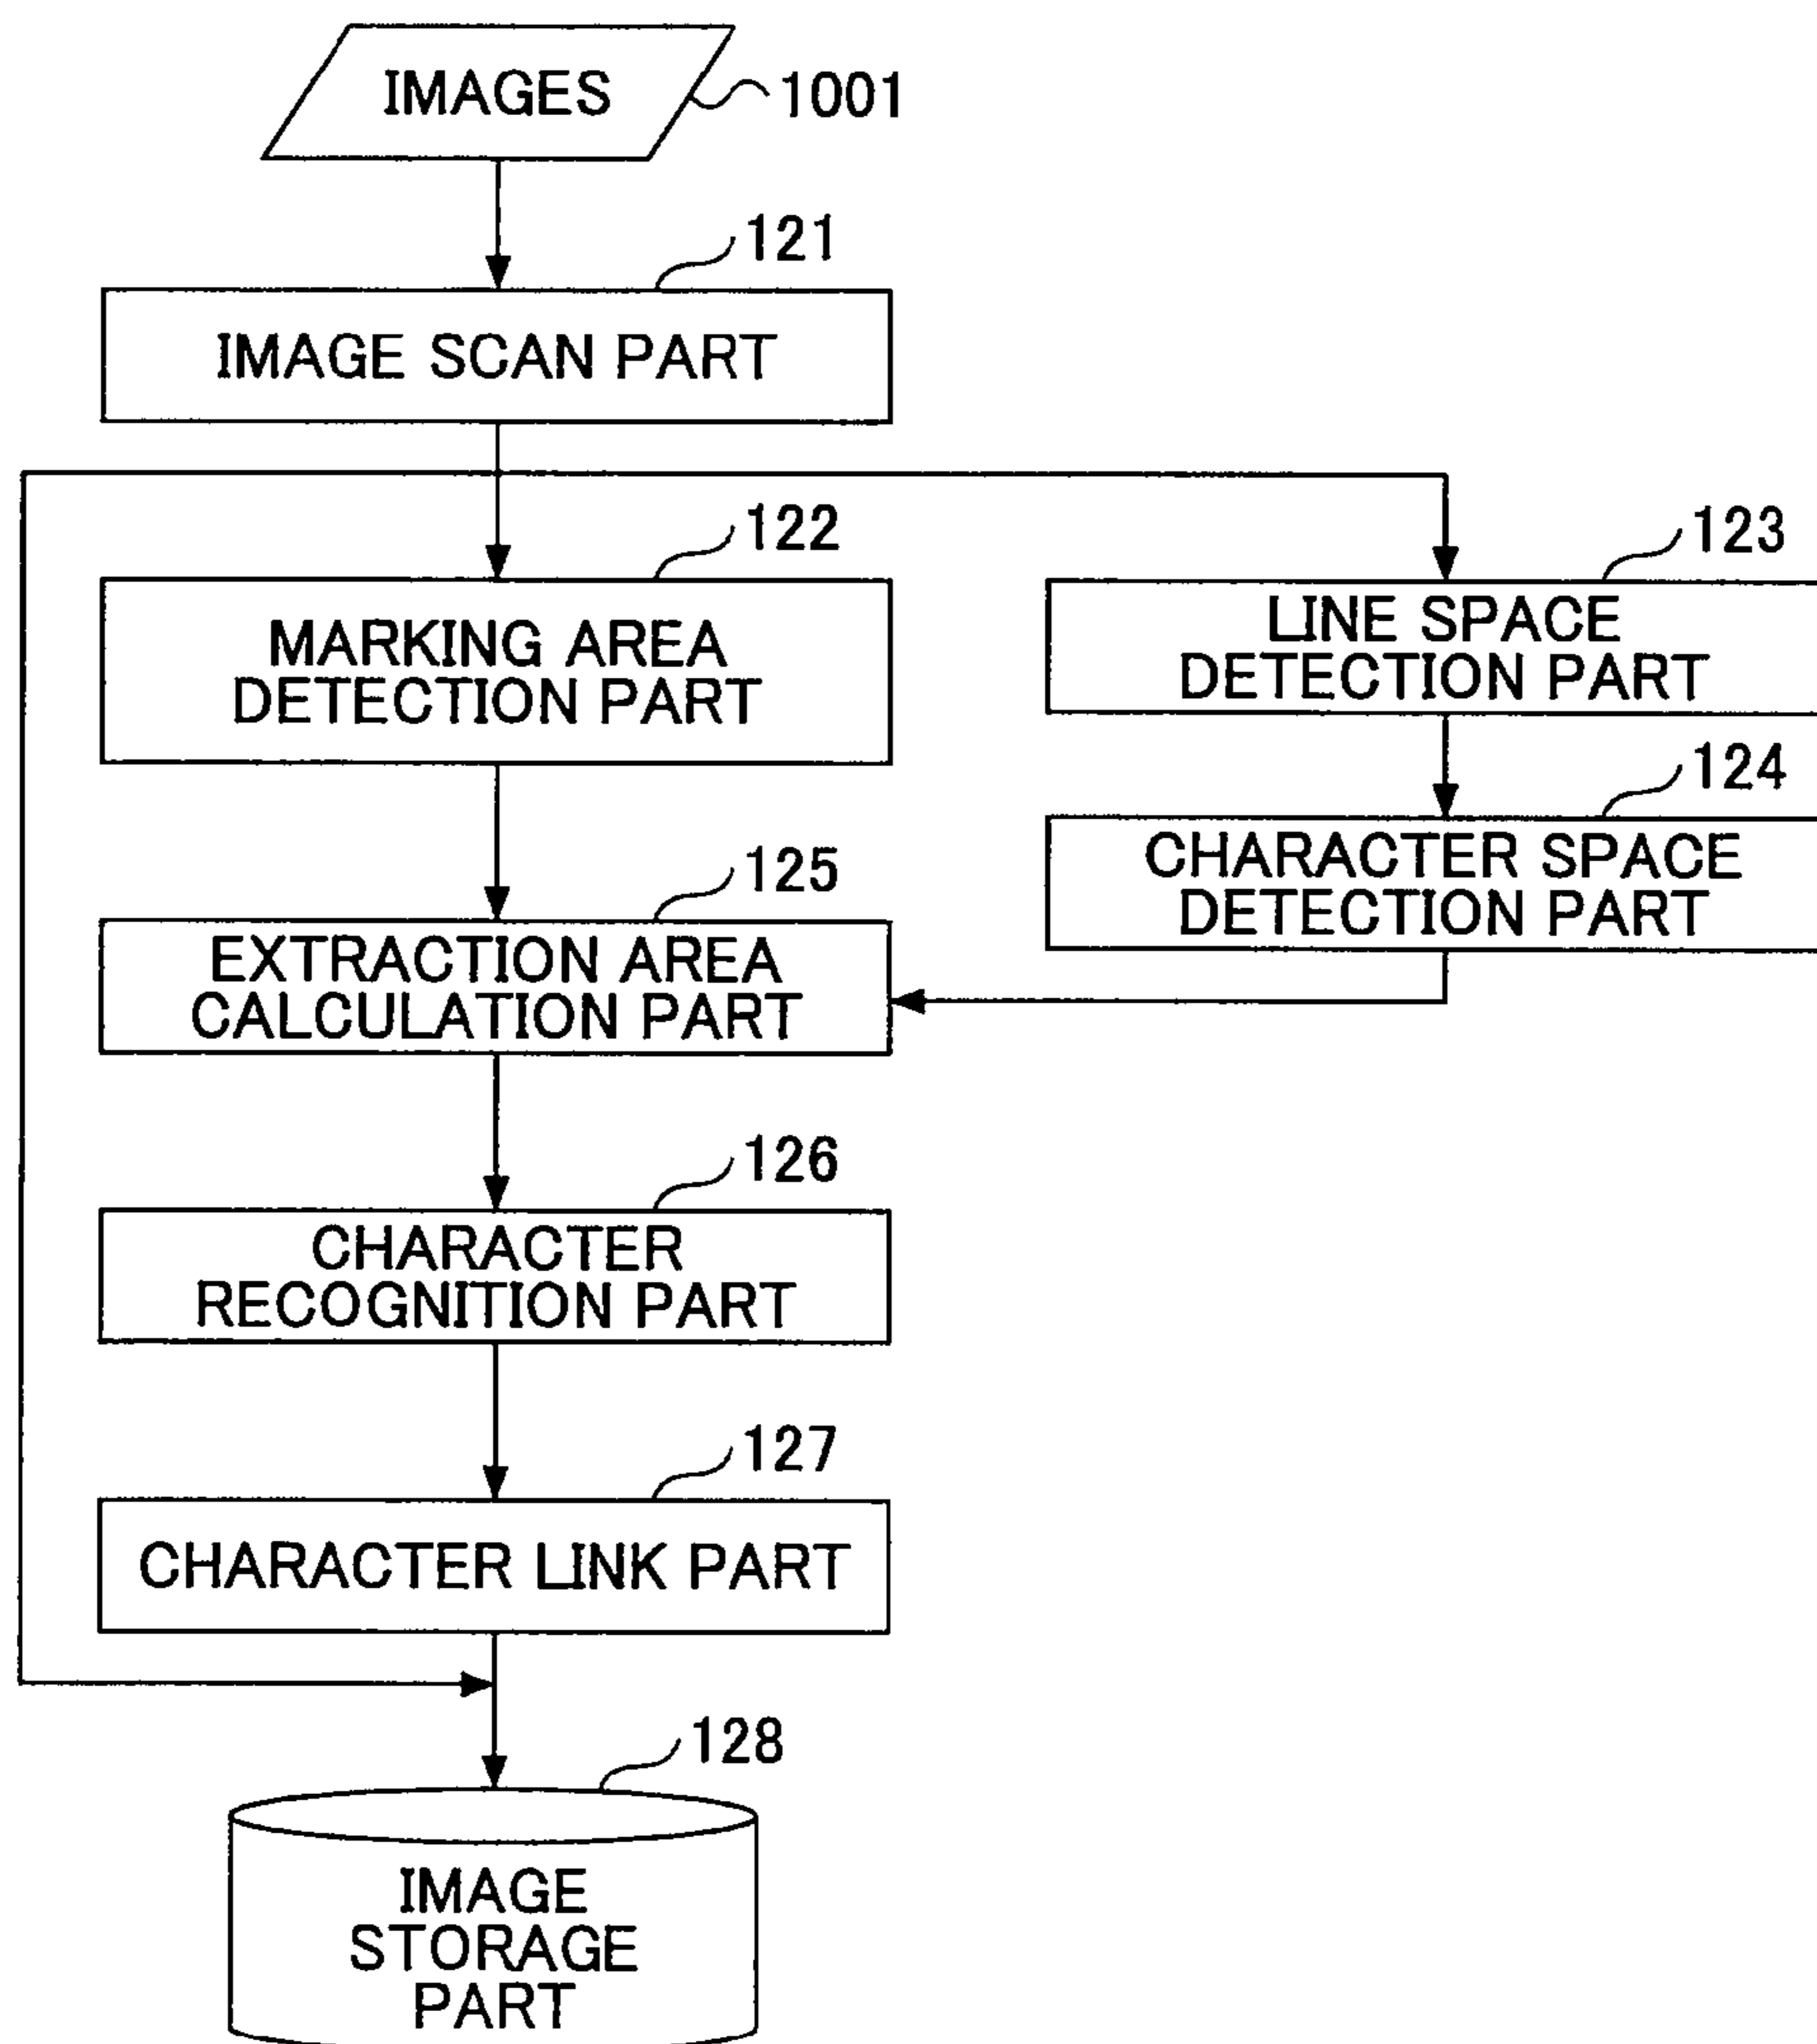 IMAGES
1001
121
IMAGE SCAN PART
122
MARKING AREA
DETECTION PART
123
LINE SPACE
DETECTION PART
124
CHARACTER SPACE
DETECTION PART
125
EXTRACTION AREA
CALCULATION PART
126
CHARACTER
RECOGNITION PART
127
CHARACTER LINK PART
128
IMAGE
STORAGE
PART